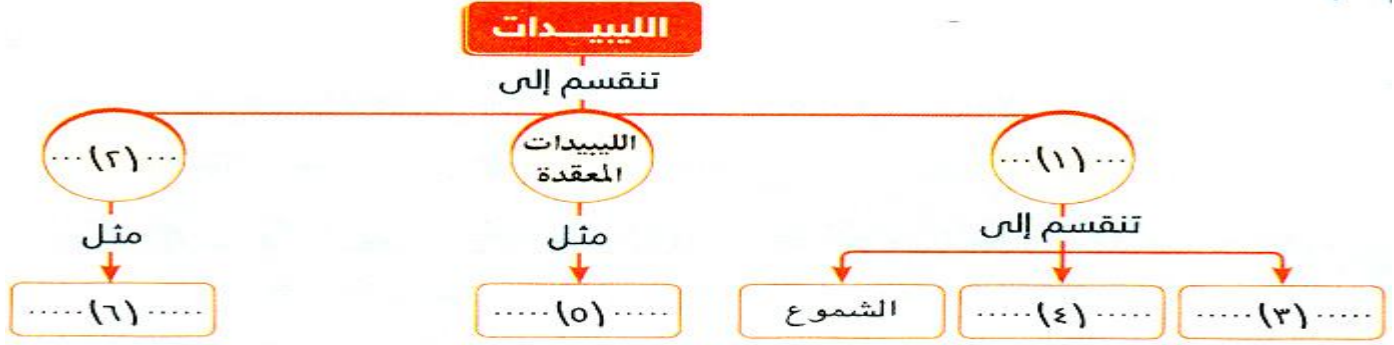 الليبيدات
تنقسم إلى
...(١)...
الليبيدات
المعقدة
...(٢)...
تنقسم إلى
مثل
مثل
.....(٣).....
.....(٤).....
الشموع
.....(٥).....
.....(٦).....